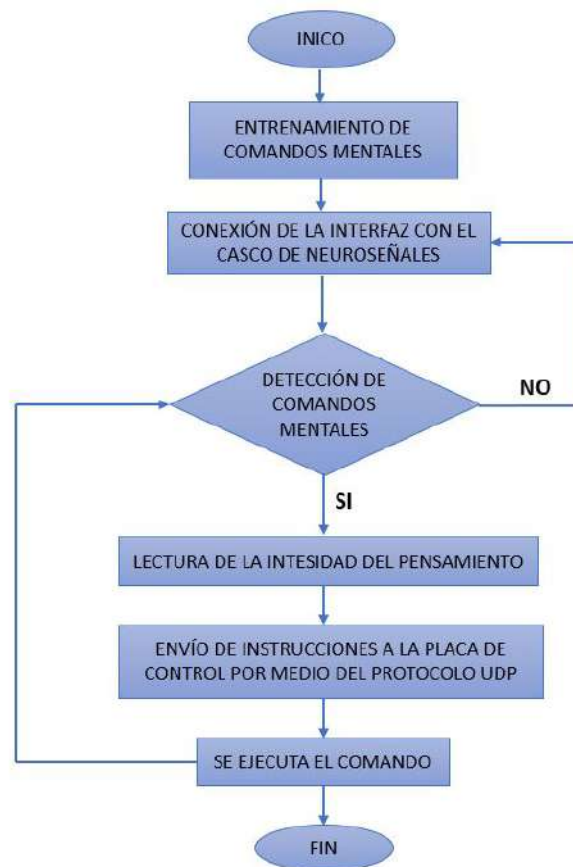 INICO
ENTRENAMIENTO DE
COMANDOS MENTALES
CONEXIÓN DE LA INTERFAZ CON EL
CASCO DE NEUROSEÑALES
DETECCIÓN DE
COMANDOS
MENTALES
NO
SI
LECTURA DE LA INTESIDAD DEL PENSAMIENTO
ENVÍO DE INSTRUCCIONES A LA PLACA DE
CONTROL POR MEDIO DEL PROTOCOLO UDP
SE EJECUTA EL COMANDO
FIN